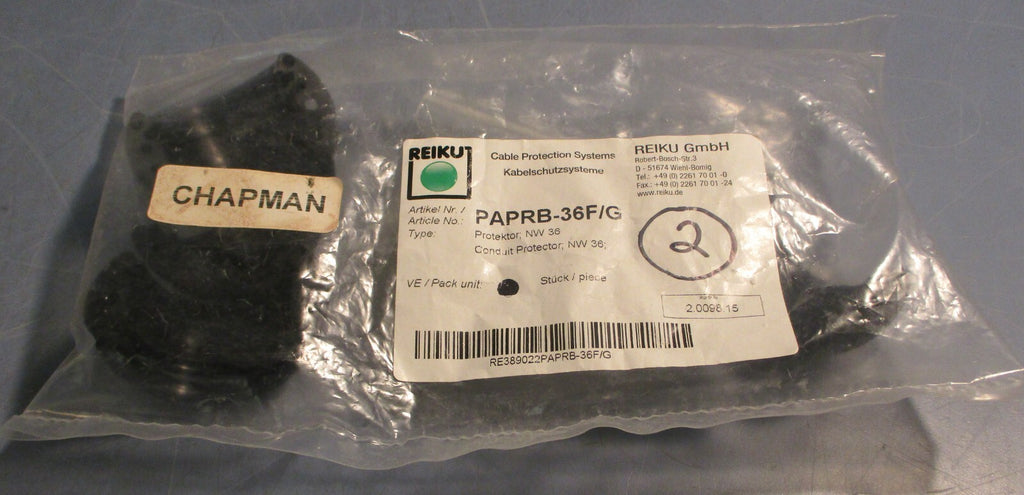 CHAPMAN
REIKU
Cable Protection Systems
Kabelschutzsysteme
REIKU GmbH
Robert-Bosch-Str.3
D - 51674 Wiehl-Bomig
Tel.: +49 (0) 2261 70 01 -0
Fax.: +49 (0) 2261 70 01 -24
www.reiku.de
Artikel Nr. /
Article No.: PAPRB-36F/G
Type: Protektor; NW 36
Conduit Protector; NW 36;
2
VE / Pack unit: Stück / piece
2.0098.15
RE389022PAPRB-36F/G